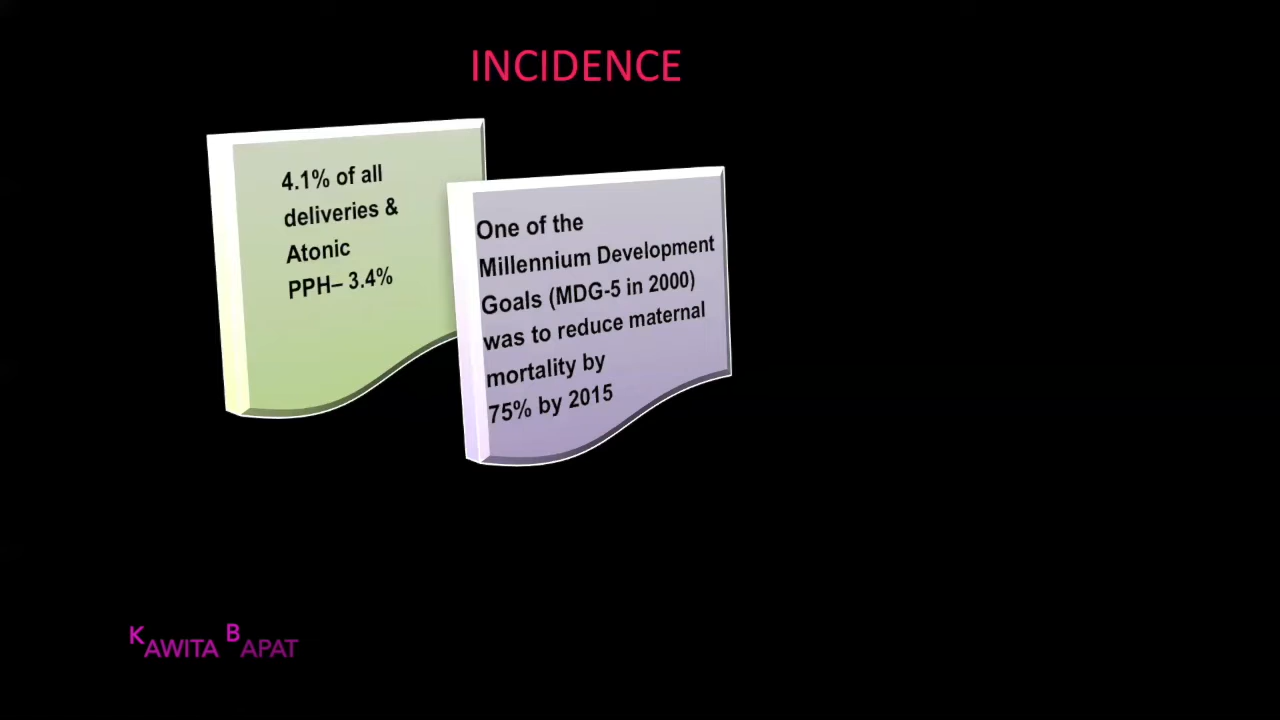 INCIDENCE
4.1% of all
deliveries &
Atonic
PPH– 3.4%
One of the
Millennium Development
Goals (MDG-5 in 2000)
was to reduce maternal
mortality by
75% by 2015
KAWITA BAPAT